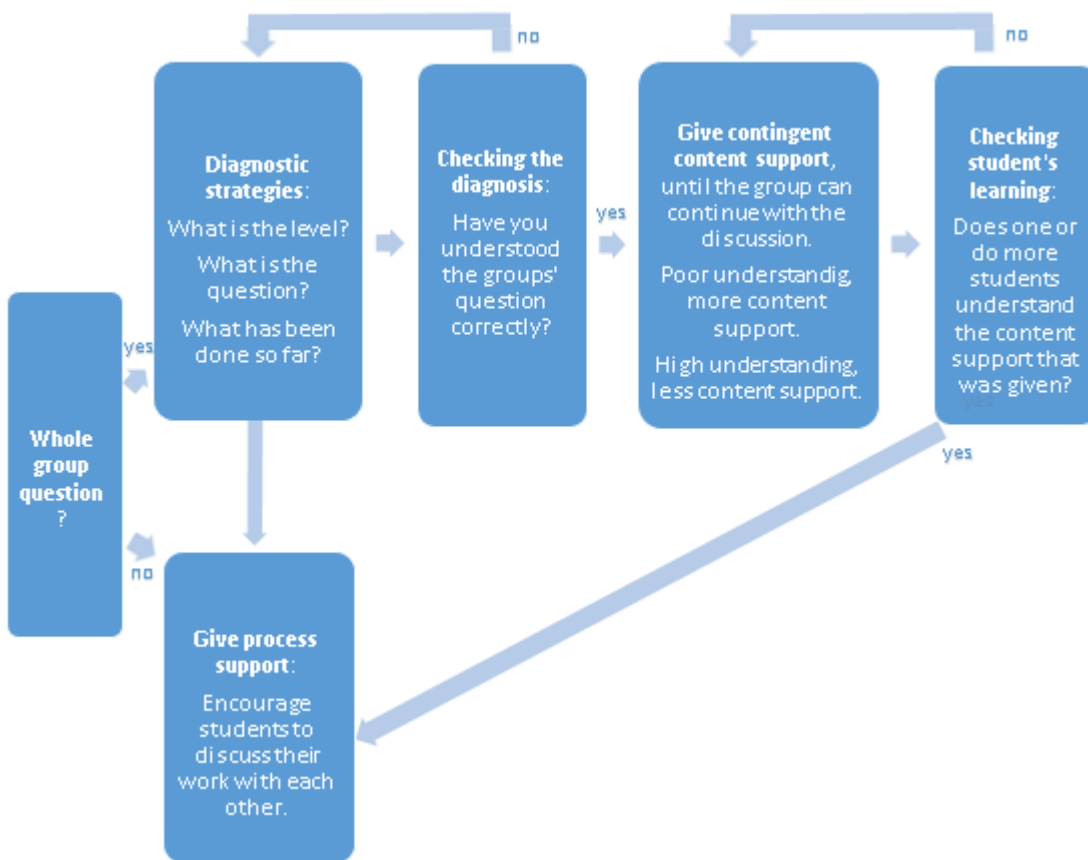 no
no
Diagnostic
strategies:
What is the level?
What is the
question?
What has been
done so far?
Checking the
diagnosis:
Have you
understood
the groups'
question
correctly?
yes
Give contingent
content support,
until the group can
continue with the
discussion.
Poor understandig,
more content
support.
High understanding,
less content support.
Checking
student's
learning:
Does one or
do more
students
understand
the content
support that
was given?
yes
yes
yes
Whole
group
question
?
no
Give process
support:
Encourage
students to
discuss their
work with each
other.